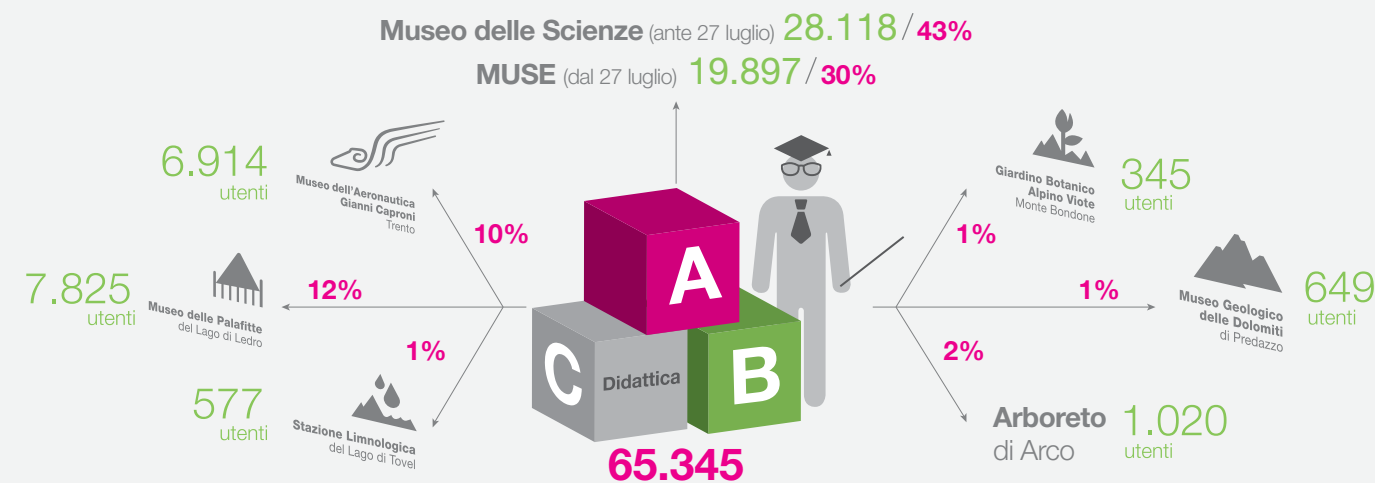 Museo delle Scienze (ante 27 luglio) 28.118/43%
MUSE (dal 27 luglio) 19.897/30%
6.914
utenti
Museo dell'Aeronautica
Gianni Caproni
Trento
10%
7.825
utenti
Museo delle Palafitte
del Lago di Ledro
12%
577
utenti
Stazione Limnologica
del Lago di Tovel
1%
A
C
Didattica
B
65.345
Giardino Botanico
Alpino Viote
Monte Bondone
345
utenti
1%
Museo Geologico
delle Dolomiti
di Predazzo
649
utenti
1%
2%
Arboreto
di Arco
1.020
utenti